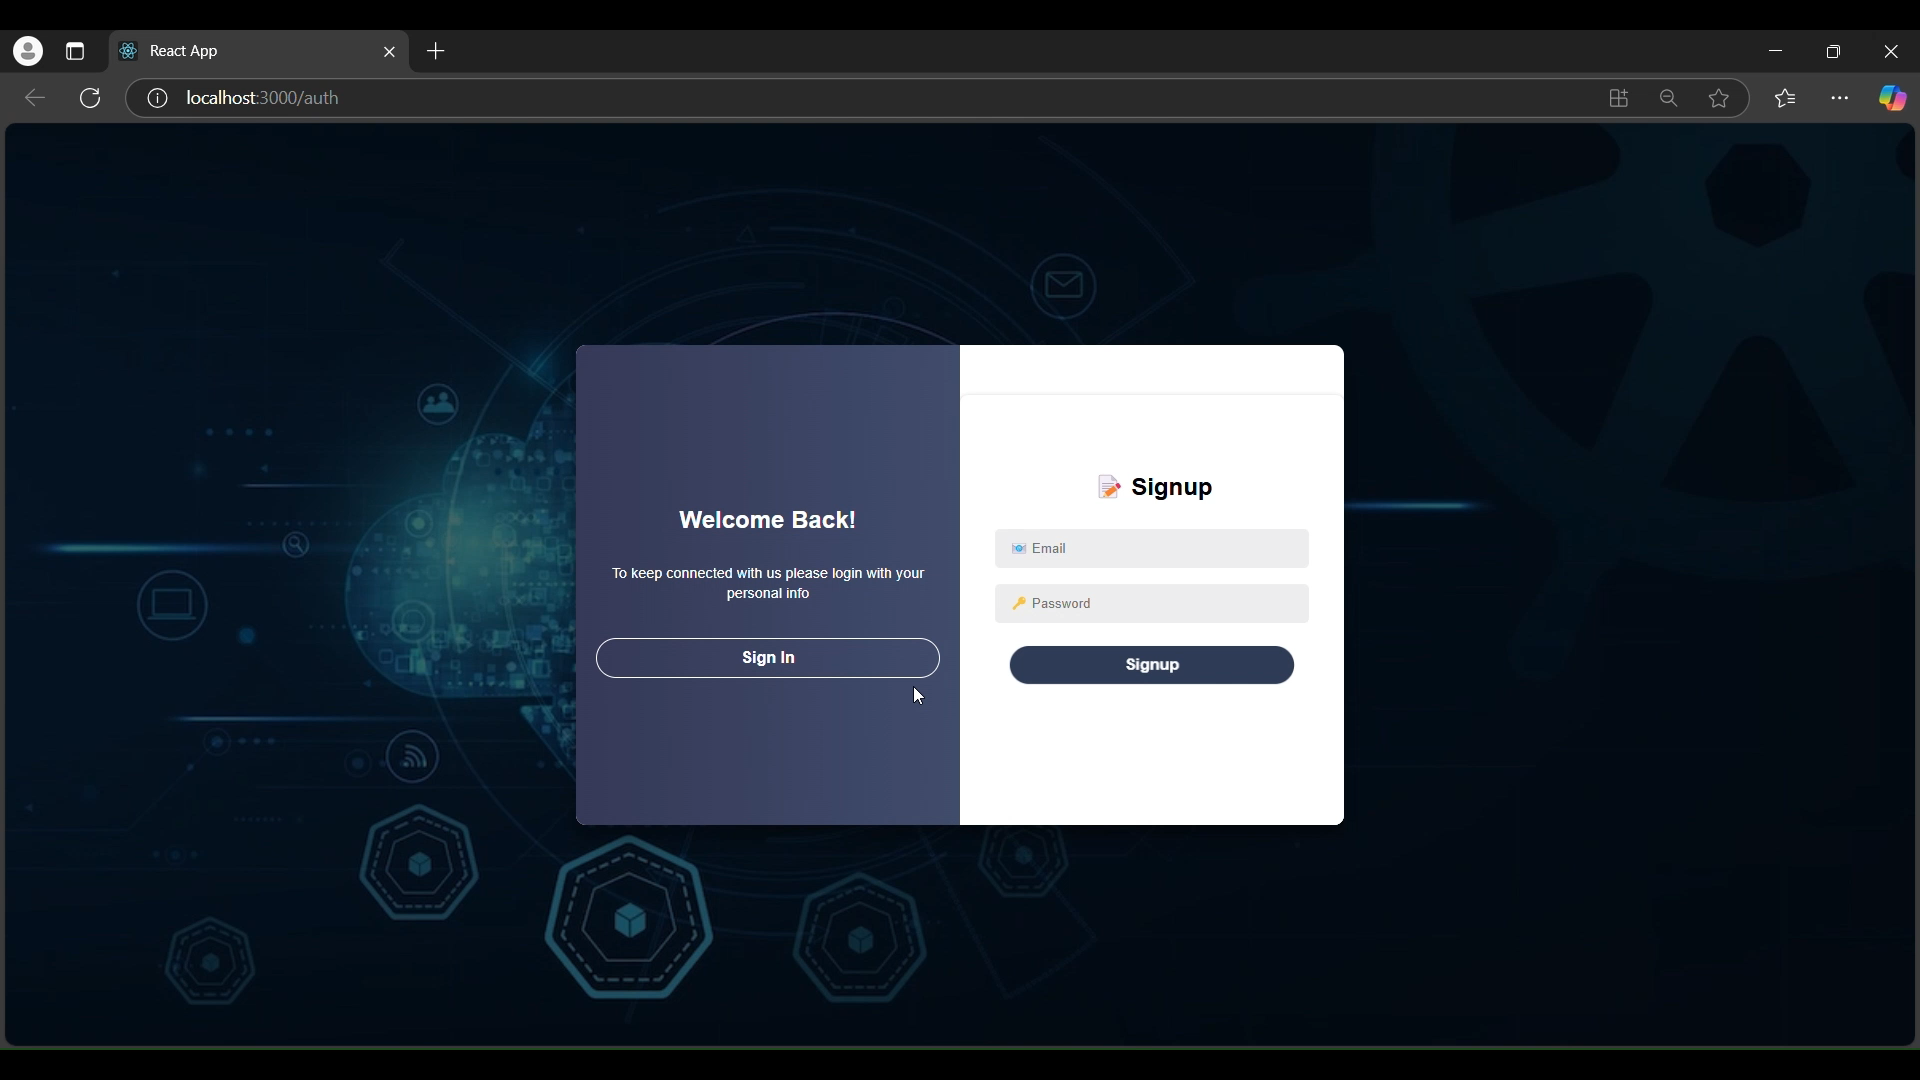 React App
localhost:3000/auth
Welcome Back!
To keep connected with us please login with your
personal info
Sign In
📝 Signup
📧 Email
🔑 Password
Signup